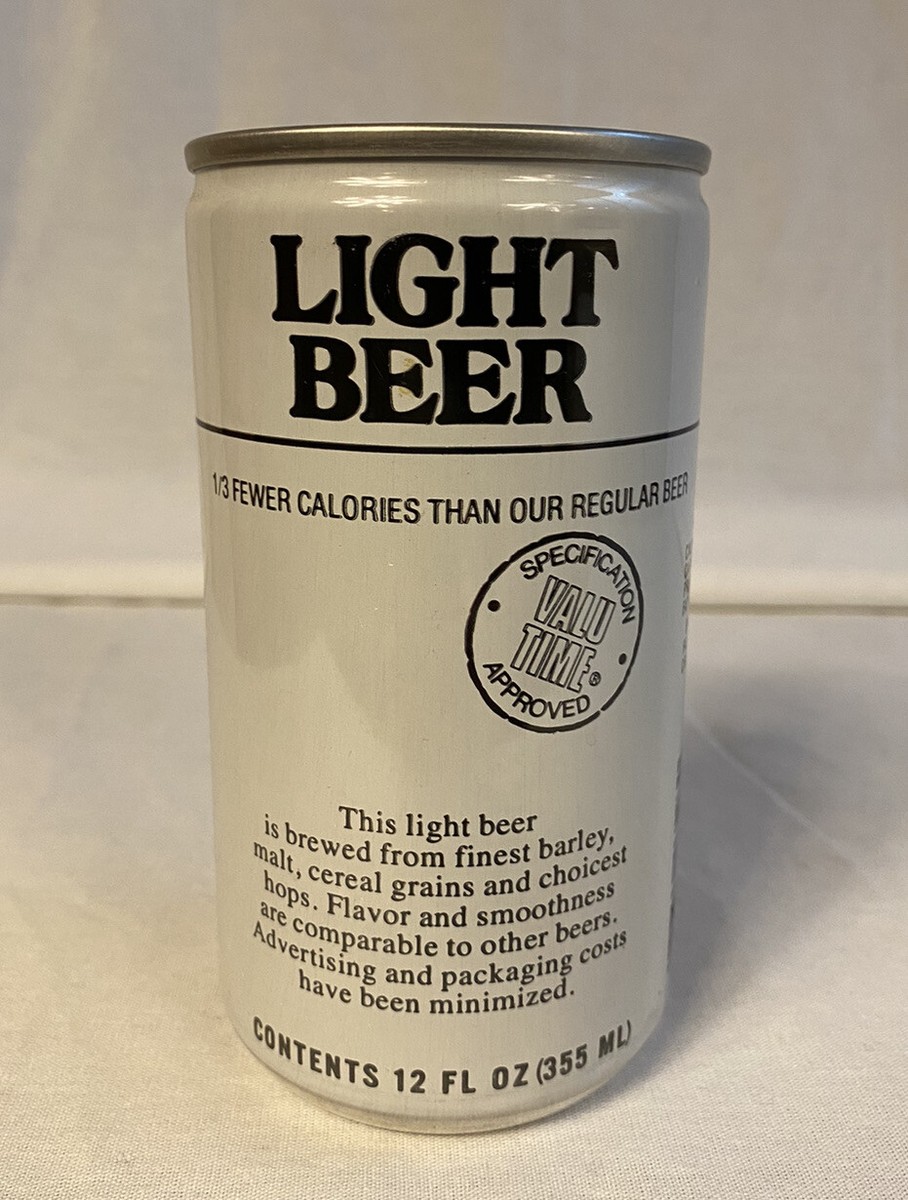 LIGHT
BEER
1/3 FEWER CALORIES THAN OUR REGULAR BEER
SPECIFICATION
VALU
TIME®
APPROVED
This light beer
is brewed from finest barley,
malt, cereal grains and choicest
hops. Flavor and smoothness
are comparable to other beers.
Advertising and packaging costs
have been minimized.
CONTENTS 12 FL OZ (355 ML)